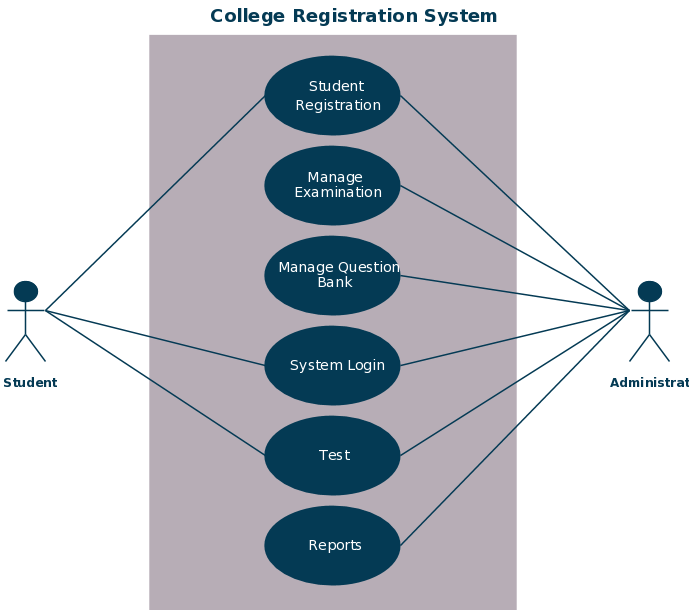 College Registration System
Student
Registration
Manage
Examination
Manage Question
Bank
System Login
Student
Administrat
Test
Reports